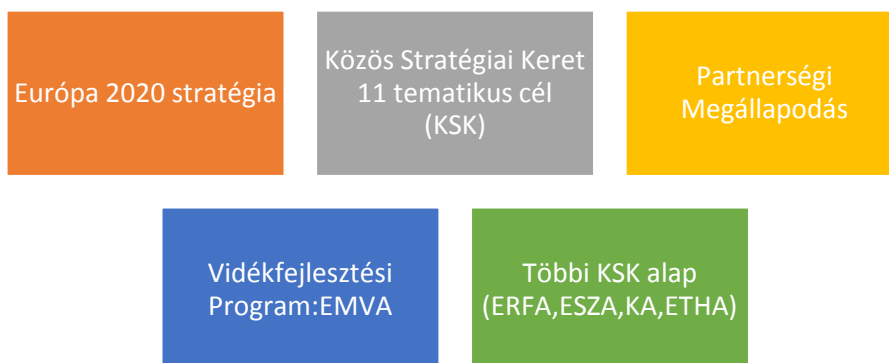 Európa 2020 stratégia
Közös Stratégiai Keret
11 tematikus cél
(KSK)
Partnerségi
Megállapodás
Vidékfejlesztési
Program:EMVA
Többi KSK alap
(ERFA,ESZA,KA,ETHA)